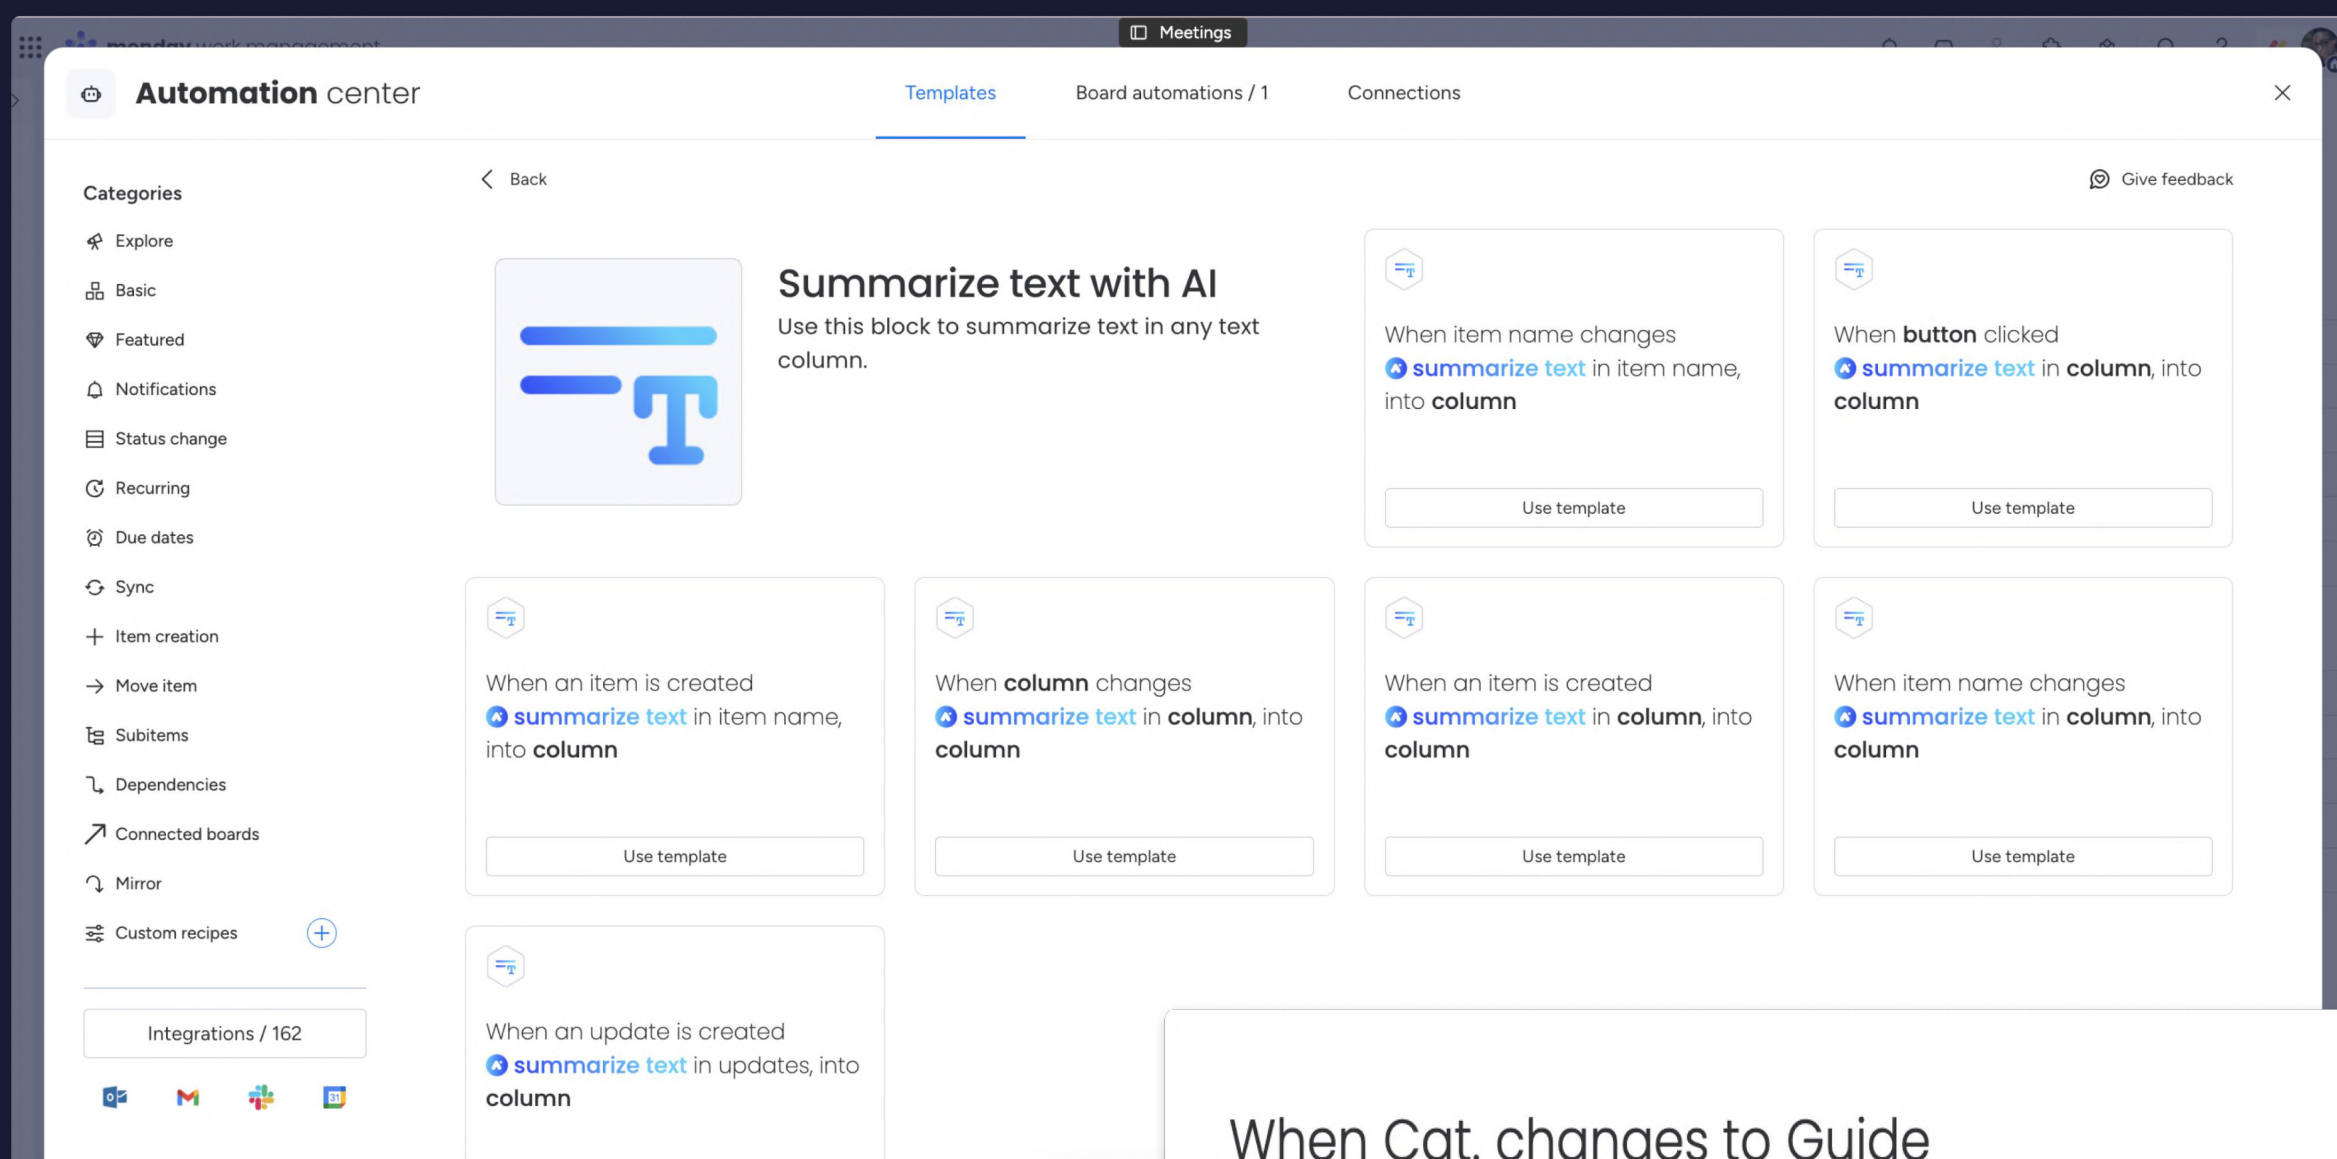 Meetings
monday work management
Automation center
Templates
Board automations / 1
Connections
Categories
Explore
Basic
Featured
Notifications
Status change
Recurring
Due dates
Sync
Item creation
Move item
Subitems
Dependencies
Connected boards
Mirror
Custom recipes
Integrations / 162
31
Back
Give feedback
Summarize text with AI
Use this block to summarize text in any text
column.
When item name changes
summarize text in item name,
into column
Use template
When button clicked
summarize text in column, into
column
Use template
When an item is created
summarize text in item name,
into column
Use template
When column changes
summarize text in column, into
column
Use template
When an item is created
summarize text in column, into
column
Use template
When item name changes
summarize text in column, into
column
Use template
When an update is created
summarize text in updates, into
column
When Cat. changes to Guide